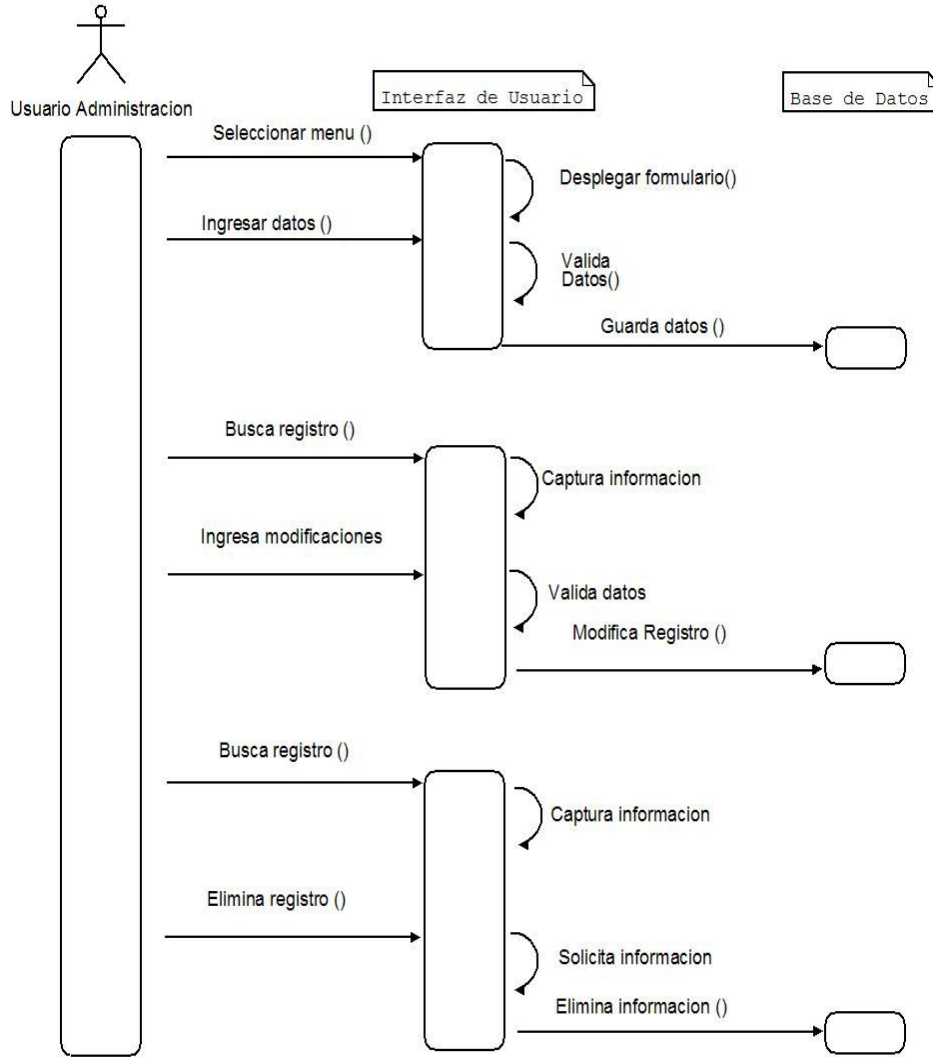 Usuario Administracion
Interfaz de Usuario
Base de Datos
Seleccionar menu ()
Desplegar formulario()
Ingresar datos ()
Valida
Datos()
Guarda datos ()
Busca registro ()
Captura informacion
Ingresa modificaciones
Valida datos
Modifica Registro ()
Busca registro ()
Captura informacion
Elimina registro ()
Solicita informacion
Elimina informacion ()